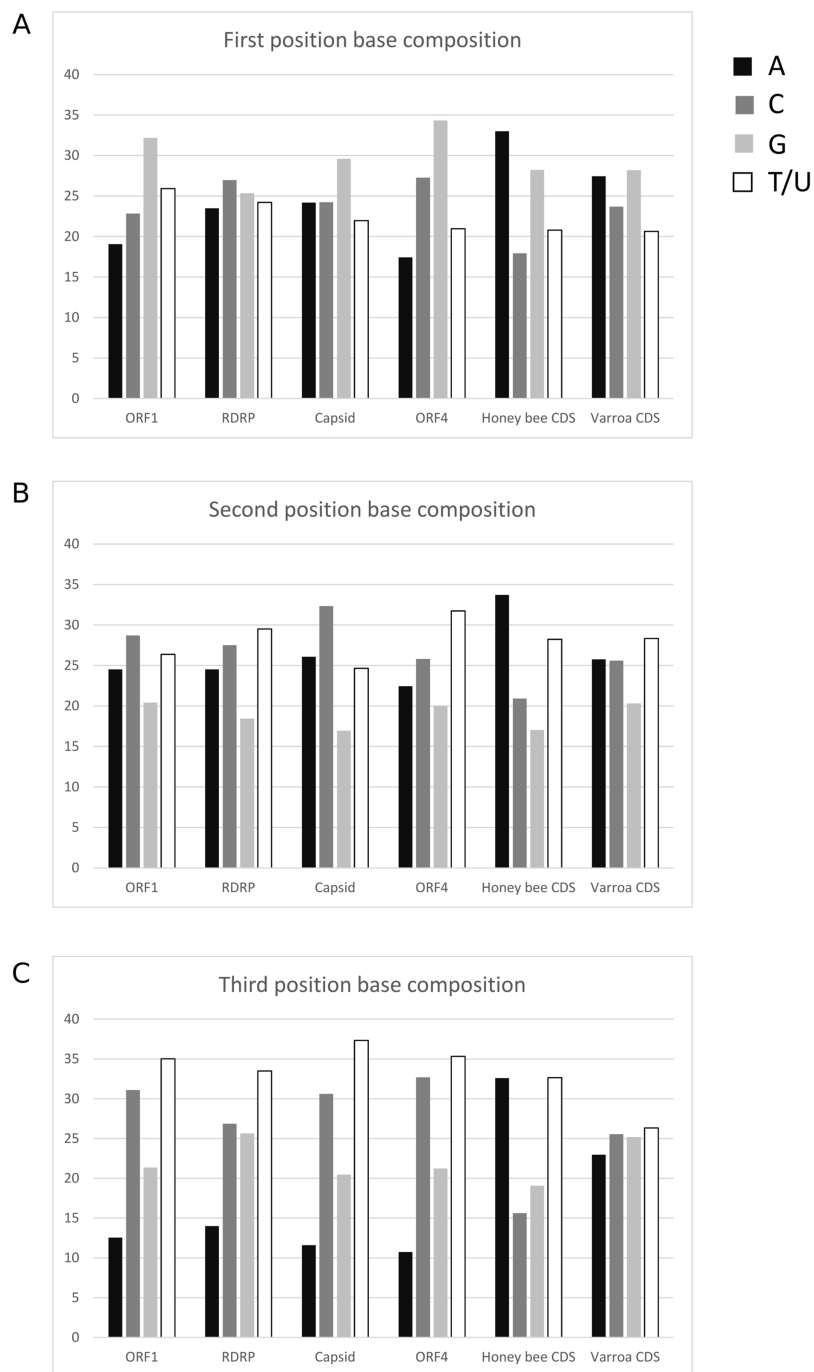 A
First position base composition
40
35
30
25
20
15
10
5
0
ORF1 RDRP Capsid ORF4 Honey bee CDS Varroa CDS
A
C
G
T/U
B
Second position base composition
40
35
30
25
20
15
10
5
0
ORF1 RDRP Capsid ORF4 Honey bee CDS Varroa CDS
C
Third position base composition
40
35
30
25
20
15
10
5
0
ORF1 RDRP Capsid ORF4 Honey bee CDS Varroa CDS